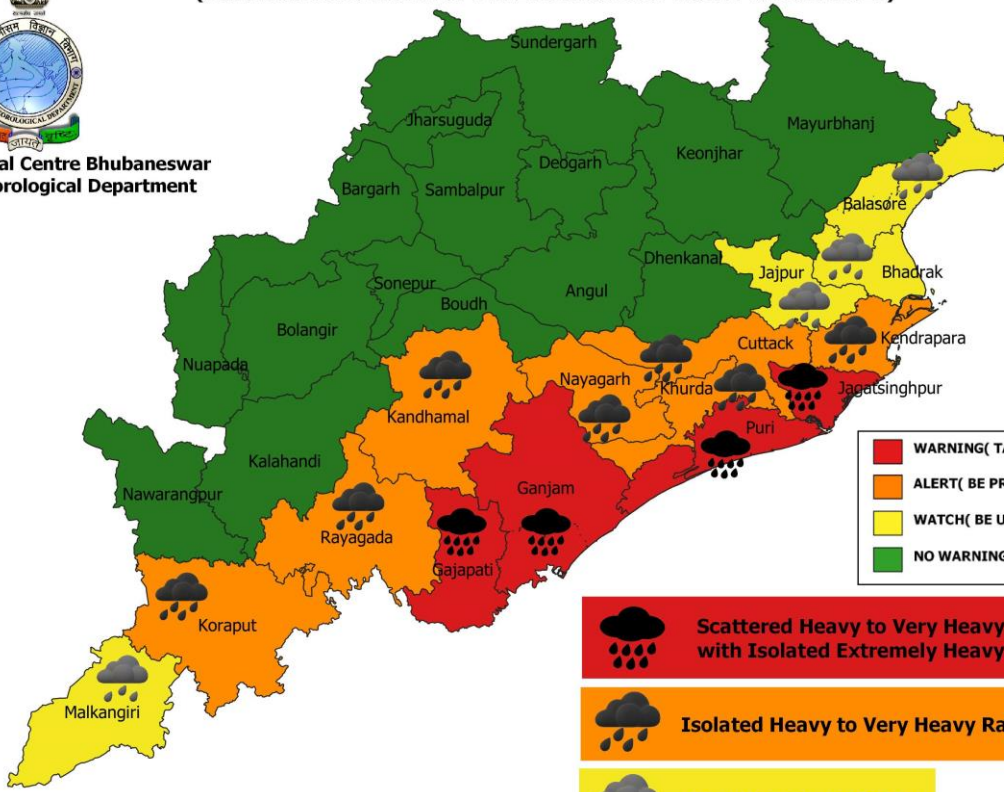 जयते
al Centre Bhubaneswar
orological Department
Sundergarh
Jharsuguda
Mayurbhanj
Keonjhar
Deogarh
Bargarh
Sambalpur
Balasore
Dhenkanal
Jajpur
Bhadrak
Sonepur
Angul
Boudh
Bolangir
Cuttack
Kendrapara
Nuapada
Nayagarh
Khurda
Jagatsinghpur
Kandhamal
Puri
Kalahandi
Nawarangpur
Ganjam
Rayagada
Gajapati
Koraput
Malkangiri
WARNING( TA
ALERT( BE PR
WATCH( BE U
NO WARNING
Scattered Heavy to Very Heavy
with Isolated Extremely Heavy
Isolated Heavy to Very Heavy Ra